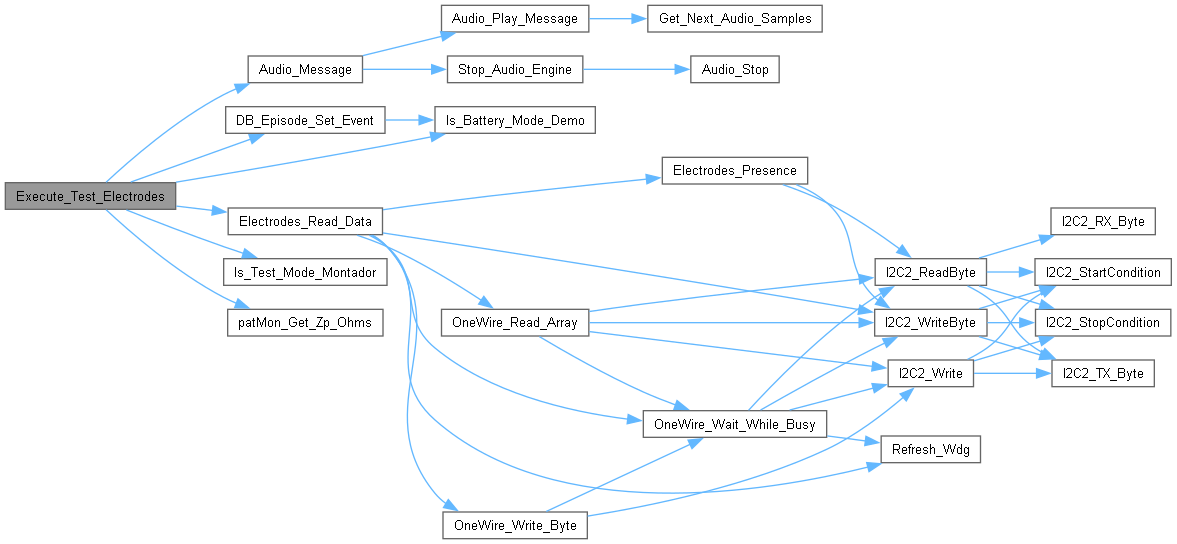 Audio_Play_Message
Get_Next_Audio_Samples
Audio_Message
Stop_Audio_Engine
Audio_Stop
DB_Episode_Set_Event
Is_Battery_Mode_Demo
Electrodes_Presence
Execute_Test_Electrodes
Electrodes_Read_Data
I2C2_RX_Byte
Is_Test_Mode_Montador
I2C2_ReadByte
I2C2_StartCondition
patMon_Get_Zp_Ohms
OneWire_Read_Array
I2C2_WriteByte
I2C2_StopCondition
I2C2_Write
I2C2_TX_Byte
OneWire_Wait_While_Busy
Refresh_Wdg
OneWire_Write_Byte